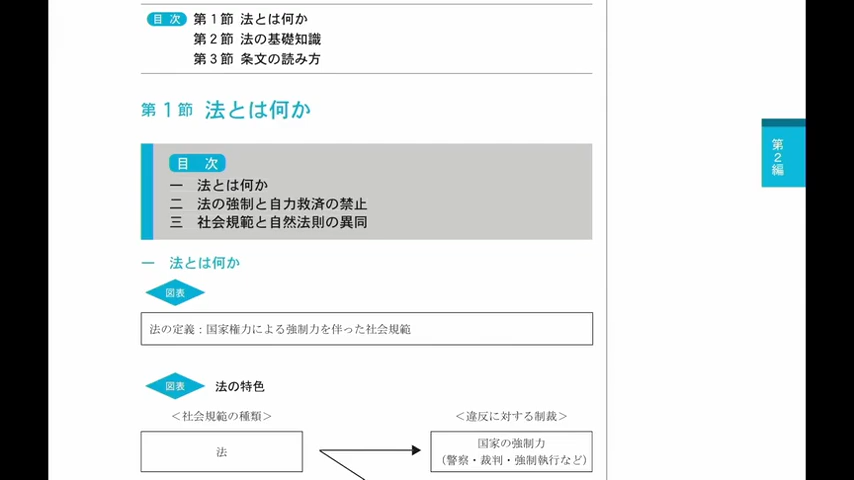 目 次 第1節 法とは何か
第2節 法の基礎知識
第3節 条文の読み方
第1節 法とは何か
第2編
目 次
一 法とは何か
二 法の強制と自力救済の禁止
三 社会規範と自然法則の異同
一 法とは何か
図表
法の定義：国家権力による強制力を伴った社会規範
図表 法の特色
＜社会規範の種類＞ ＜違反に対する制裁＞
法 国家の強制力
（警察・裁判・強制執行など）